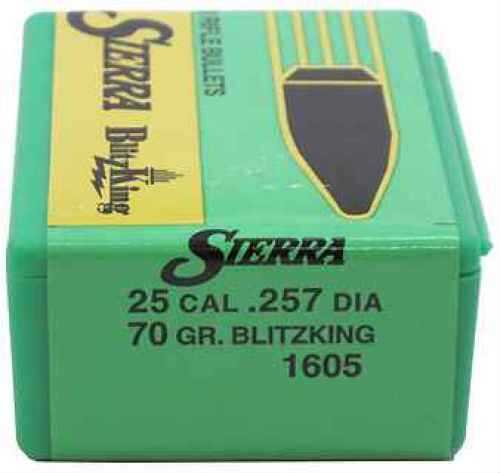 SIERRA
BlitzKing
RIFLE BULLETS
SIERRA
25 CAL .257 DIA
70 GR. BLITZKING
1605